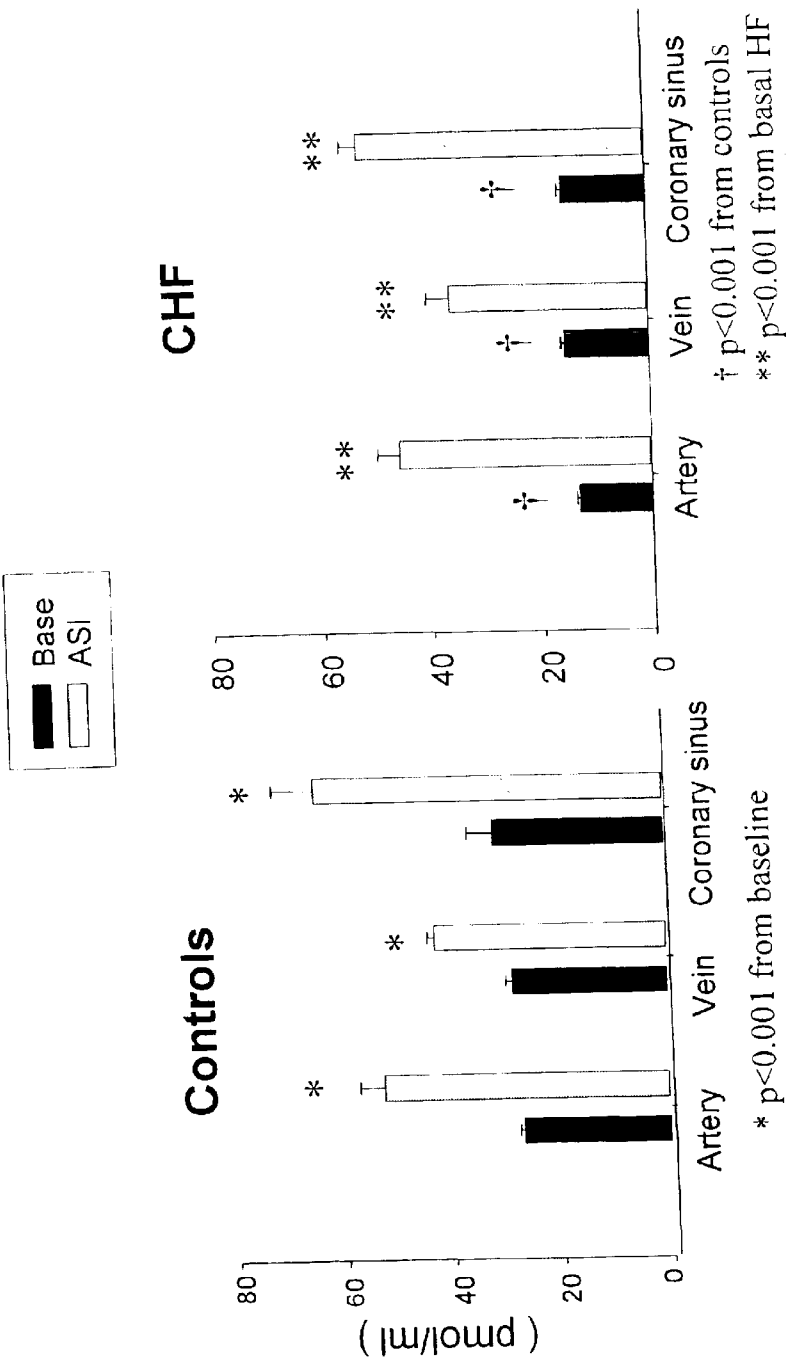 Base
ASI
Controls
CHF
( pmol/ml )
80
60
40
20
0
*
*
*
Artery
Vein
Coronary sinus
* p<0.001 from baseline
80
60
40
20
0
†
**
†
**
†
**
Artery
Vein
Coronary sinus
† p<0.001 from controls
** p<0.001 from basal HF